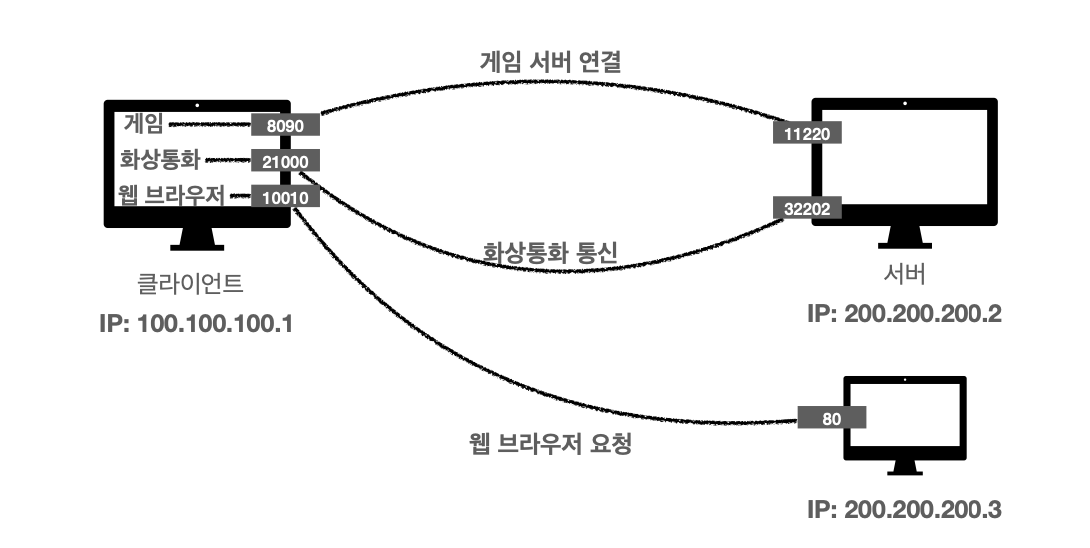 게임 서버 연결
게임
8090
11220
화상통화
21000
웹 브라우저
10010
32202
화상통화 통신
클라이언트
서버
IP: 100.100.100.1
IP: 200.200.200.2
80
웹 브라우저 요청
IP: 200.200.200.3